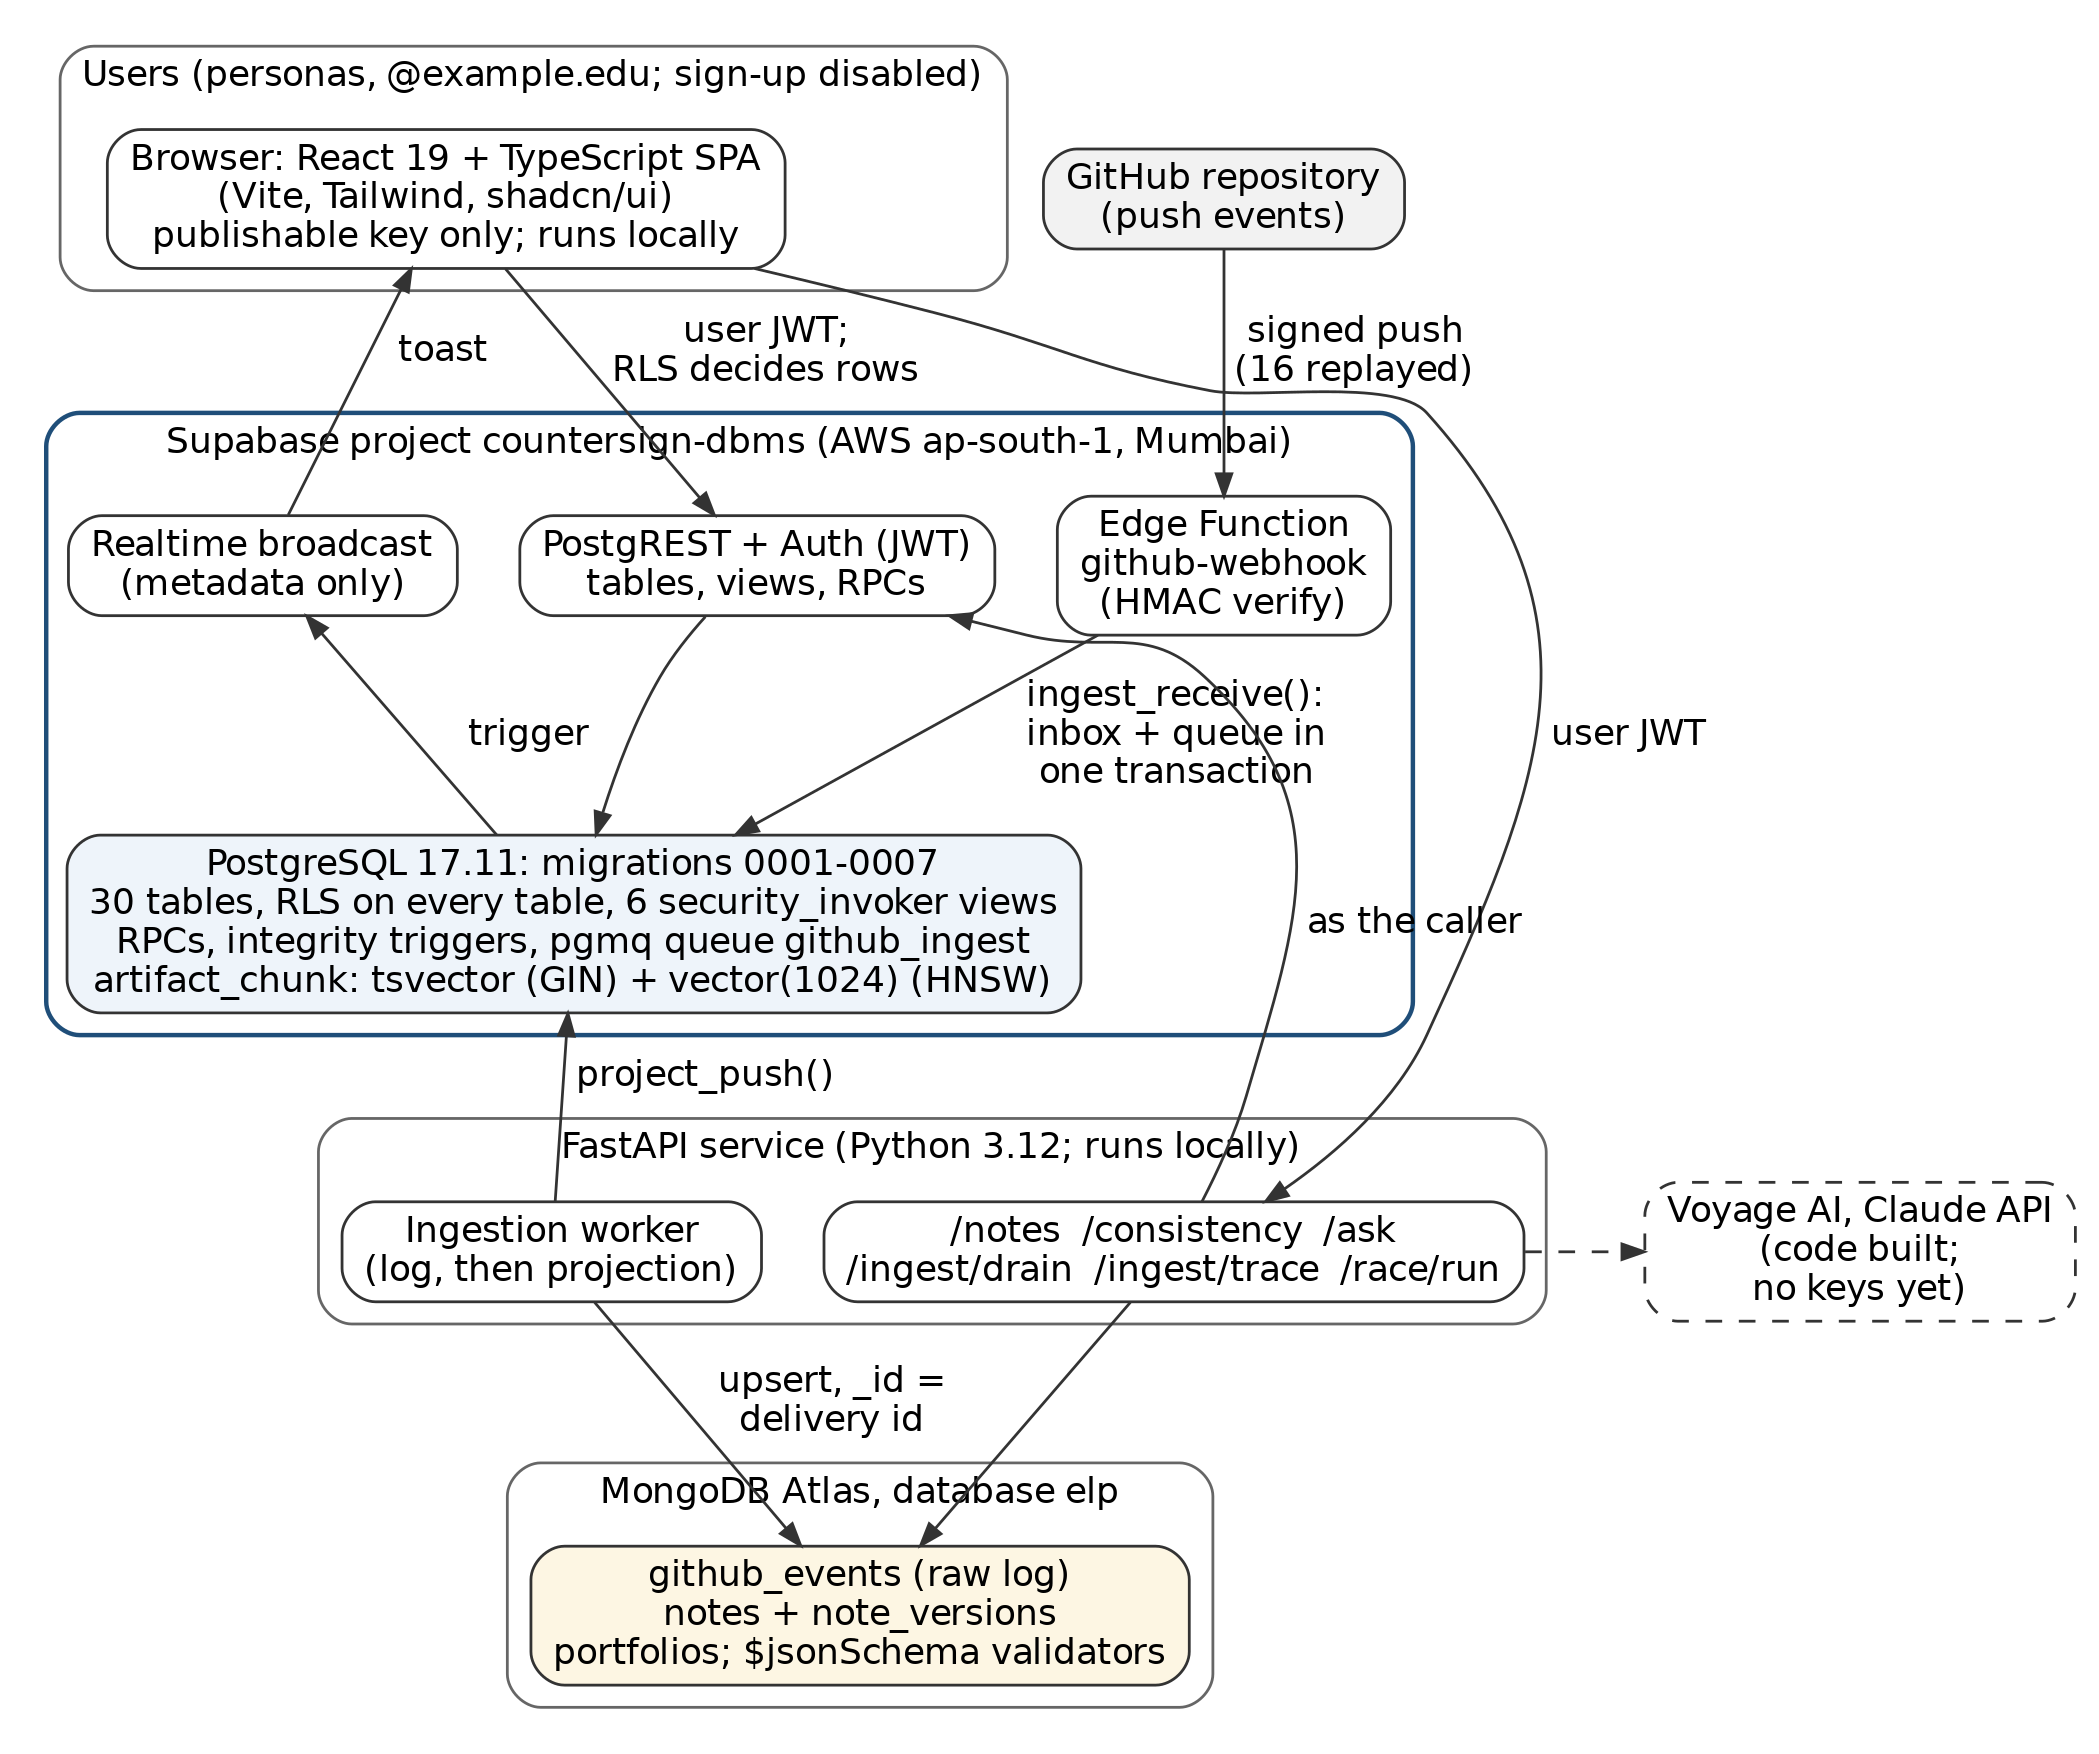 Users (personas, @example.edu; sign-up disabled)
Browser: React 19 + TypeScript SPA
(Vite, Tailwind, shadcn/ui)
publishable key only; runs locally
GitHub repository
(push events)
toast
user JWT;
RLS decides rows
signed push
(16 replayed)
Supabase project countersign-dbms (AWS ap-south-1, Mumbai)
Realtime broadcast
(metadata only)
PostgREST + Auth (JWT)
tables, views, RPCs
Edge Function
github-webhook
(HMAC verify)
trigger
ingest_receive():
inbox + queue in
one transaction
user JWT
PostgreSQL 17.11: migrations 0001-0007
30 tables, RLS on every table, 6 security_invoker views
RPCs, integrity triggers, pgmq queue github_ingest
artifact_chunk: tsvector (GIN) + vector(1024) (HNSW)
as the caller
project_push()
FastAPI service (Python 3.12; runs locally)
Ingestion worker
(log, then projection)
/notes  /consistency  /ask
/ingest/drain  /ingest/trace  /race/run
Voyage AI, Claude API
(code built;
no keys yet)
upsert, _id =
delivery id
MongoDB Atlas, database elp
github_events (raw log)
notes + note_versions
portfolios; $jsonSchema validators